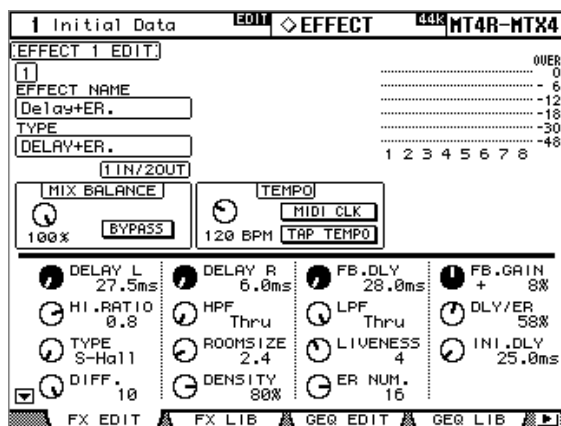 1 Initial Data EDIT ◇EFFECT 44k MT4R-MTX4
EFFECT 1 EDIT
1
EFFECT NAME
Delay+ER.
TYPE
DELAY+ER.
1 IN/2OUT
OVER
0
- 6
-12
-18
-30
-48
1 2 3 4 5 6 7 8
MIX BALANCE
100%
BYPASS
TEMPO
MIDI CLK
120 BPM TAP TEMPO
DELAY L
27.5ms
DELAY R
6.0ms
FB.DLY
28.0ms
FB.GAIN
+ 8%
HI.RATIO
0.8
HPF
Thru
LPF
Thru
DLY/ER
58%
TYPE
S-Hall
ROOMSIZE
2.4
LIVENESS
4
INI.DLY
25.0ms
DIFF.
10
DENSITY
80%
ER NUM.
16
FX EDIT FX LIB GEQ EDIT GEQ LIB